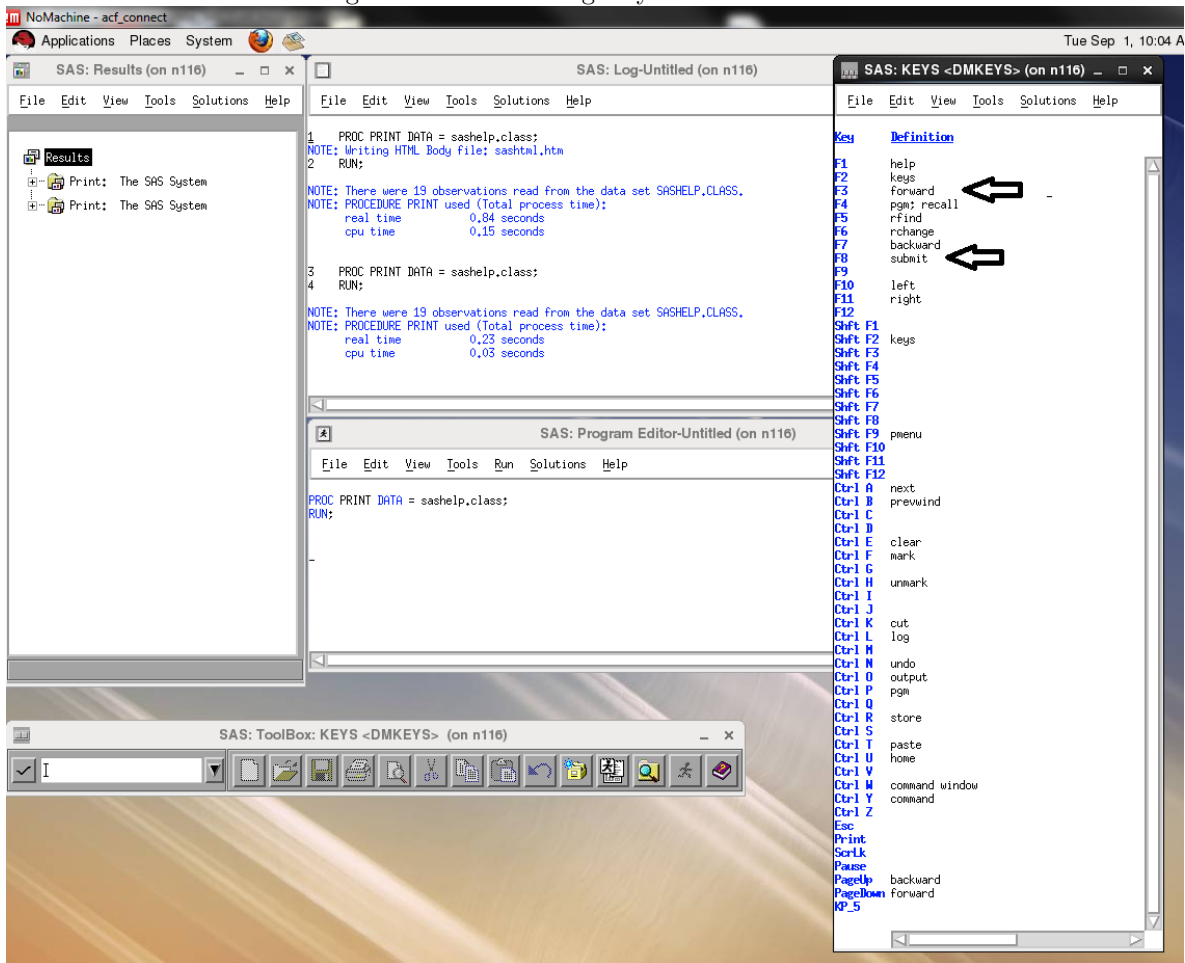 NoMachine - acf_connect
Applications Places System Tue Sep 1, 10:04 A
SAS: Results (on n116)
File Edit View Tools Solutions Help
Results
Print: The SAS System
Print: The SAS System
SAS: Log-Untitled (on n116)
File Edit View Tools Solutions Help
1 PROC PRINT DATA = sashelp.class;
NOTE: Writing HTML Body file: sashtml.htm
2 RUN;
NOTE: There were 19 observations read from the data set SASHELP.CLASS.
NOTE: PROCEDURE PRINT used (Total process time):
real time 0.84 seconds
cpu time 0.15 seconds
3 PROC PRINT DATA = sashelp.class;
4 RUN;
NOTE: There were 19 observations read from the data set SASHELP.CLASS.
NOTE: PROCEDURE PRINT used (Total process time):
real time 0.23 seconds
cpu time 0.03 seconds
SAS: Program Editor-Untitled (on n116)
File Edit View Tools Run Solutions Help
PROC PRINT DATA = sashelp.class;
RUN;
SAS: ToolBox: KEYS <DMKEYS> (on n116)
SAS: KEYS <DMKEYS> (on n116)
File Edit View Tools Solutions Help
Key Definition
F1 help
F2 keys
F3 forward
F4 pgm; recall
F5 rfind
F6 rchange
F7 backward
F8 submit
F9
F10 left
F11 right
F12
Shft F1
Shft F2 keys
Shft F3
Shft F4
Shft F5
Shft F6
Shft F7
Shft F8
Shft F9 pmenu
Shft F10
Shft F11
Shft F12
Ctrl A next
Ctrl B prevwind
Ctrl C
Ctrl D
Ctrl E clear
Ctrl F mark
Ctrl G
Ctrl H unmark
Ctrl I
Ctrl J
Ctrl K cut
Ctrl L log
Ctrl M
Ctrl N undo
Ctrl O output
Ctrl P pgm
Ctrl Q
Ctrl R store
Ctrl S
Ctrl T paste
Ctrl U home
Ctrl V
Ctrl W command window
Ctrl Y command
Ctrl Z
Esc
Print
ScrLk
Pause
PageUp backward
PageDown forward
KP_5